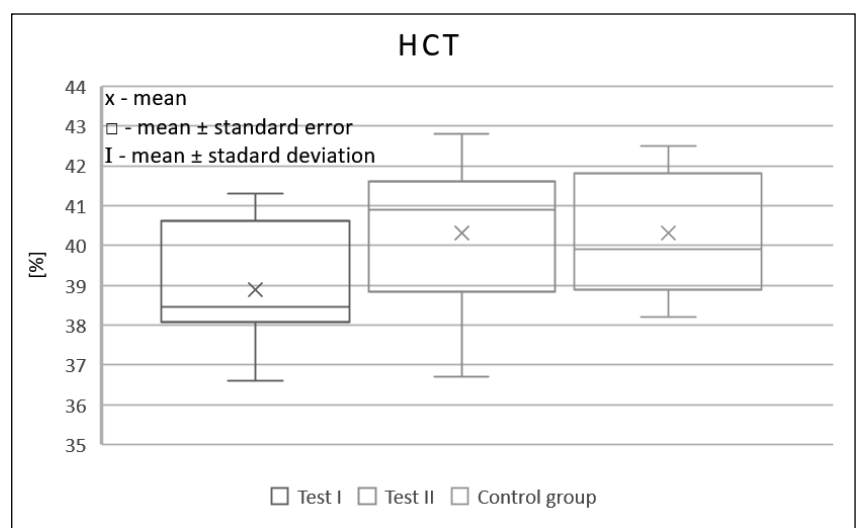 HCT
44
x - mean
43
□ - mean ± standard error
42
I - mean ± stadard deviation
41
40
[%]
39
38
37
36
35
□ Test I □ Test II □ Control group